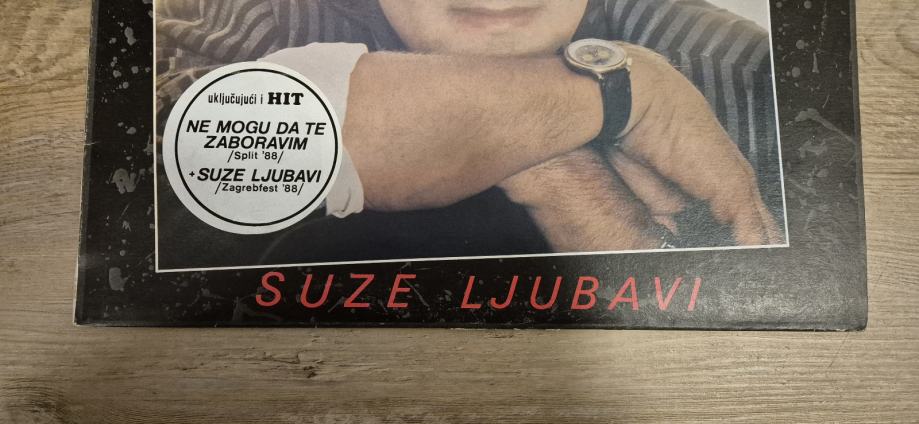 uključujući i HIT
NE MOGU DA TE
ZABORAVIM
/Split '88/
+SUZE LJUBAVI
/Zagrebfest '88/
SUZE LJUBAVI